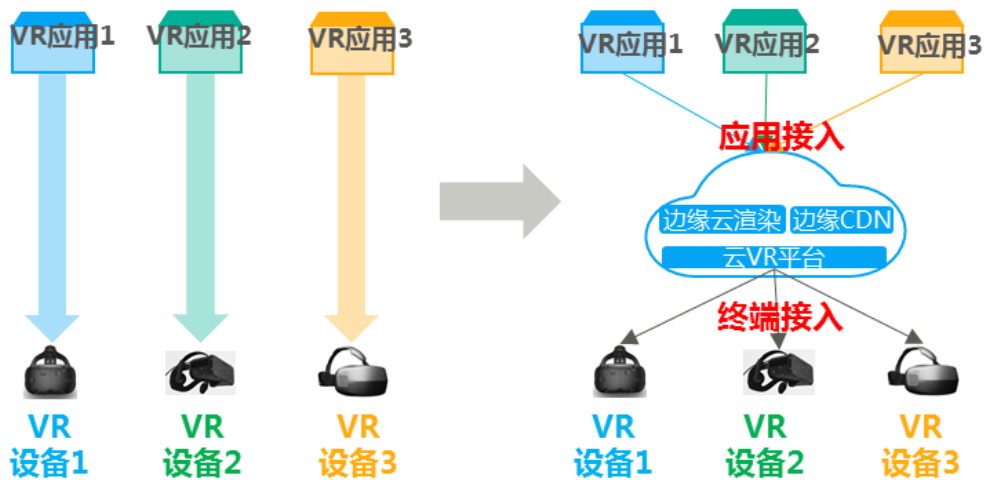 VR应用1
VR应用2
VR应用3
VR应用1
VR应用2
VR应用3
应用接入
边缘云渲染
边缘CDN
云VR平台
终端接入
VR
设备1
VR
设备2
VR
设备3
VR
设备1
VR
设备2
VR
设备3